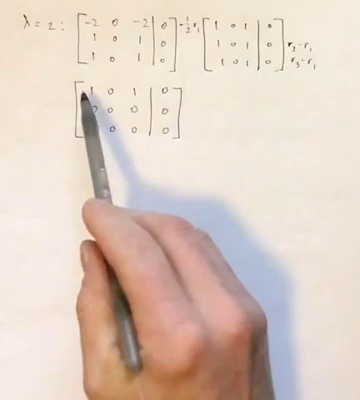 λ = 2: [ -2 0 -2 | 0 ] -½r₁ [ 1 0 1 | 0 ]
[ 1 0 1 | 0 ] [ 1 0 1 | 0 ] r₂-r₁
[ 1 0 1 | 0 ] [ 1 0 1 | 0 ] r₃-r₁
[ 1 0 1 | 0 ]
[ 0 0 0 | 0 ]
[ 0 0 | 0 ]